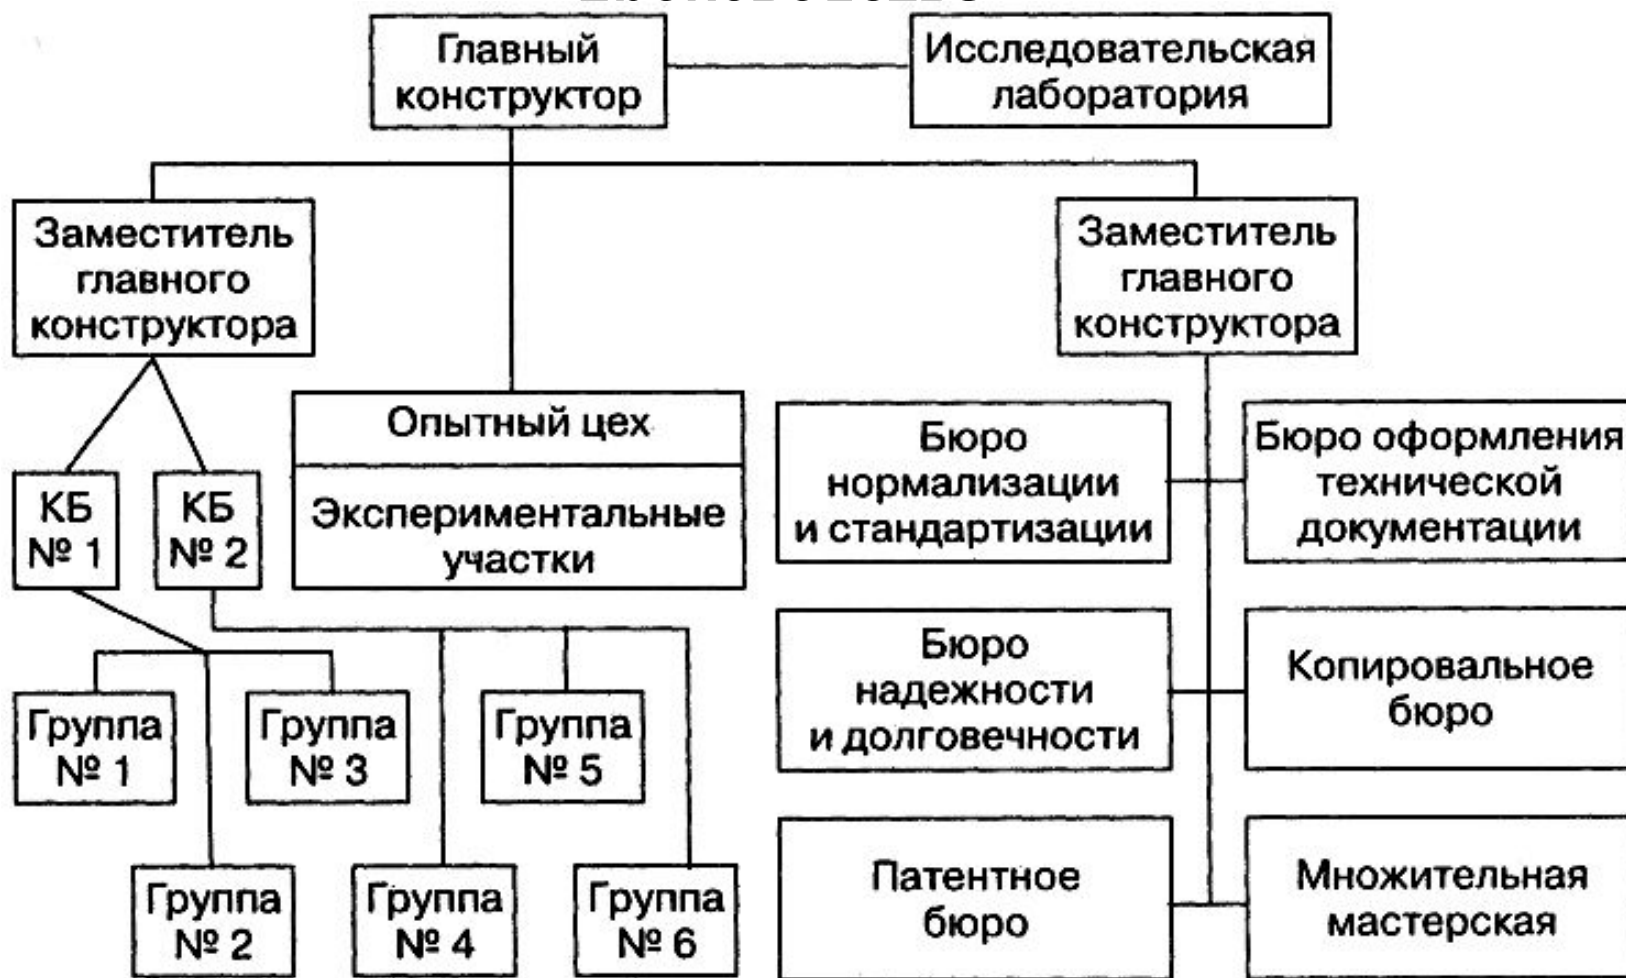 Главный
конструктор
Исследовательская
лаборатория
Заместитель
главного
конструктора
Заместитель
главного
конструктора
Опытный цех
Экспериментальные
участки
КБ
№ 1
КБ
№ 2
Группа
№ 1
Группа
№ 3
Группа
№ 5
Группа
№ 2
Группа
№ 4
Группа
№ 6
Бюро
нормализации
и стандартизации
Бюро оформления
технической
документации
Бюро
надежности
и долговечности
Копировальное
бюро
Патентное
бюро
Множительная
мастерская